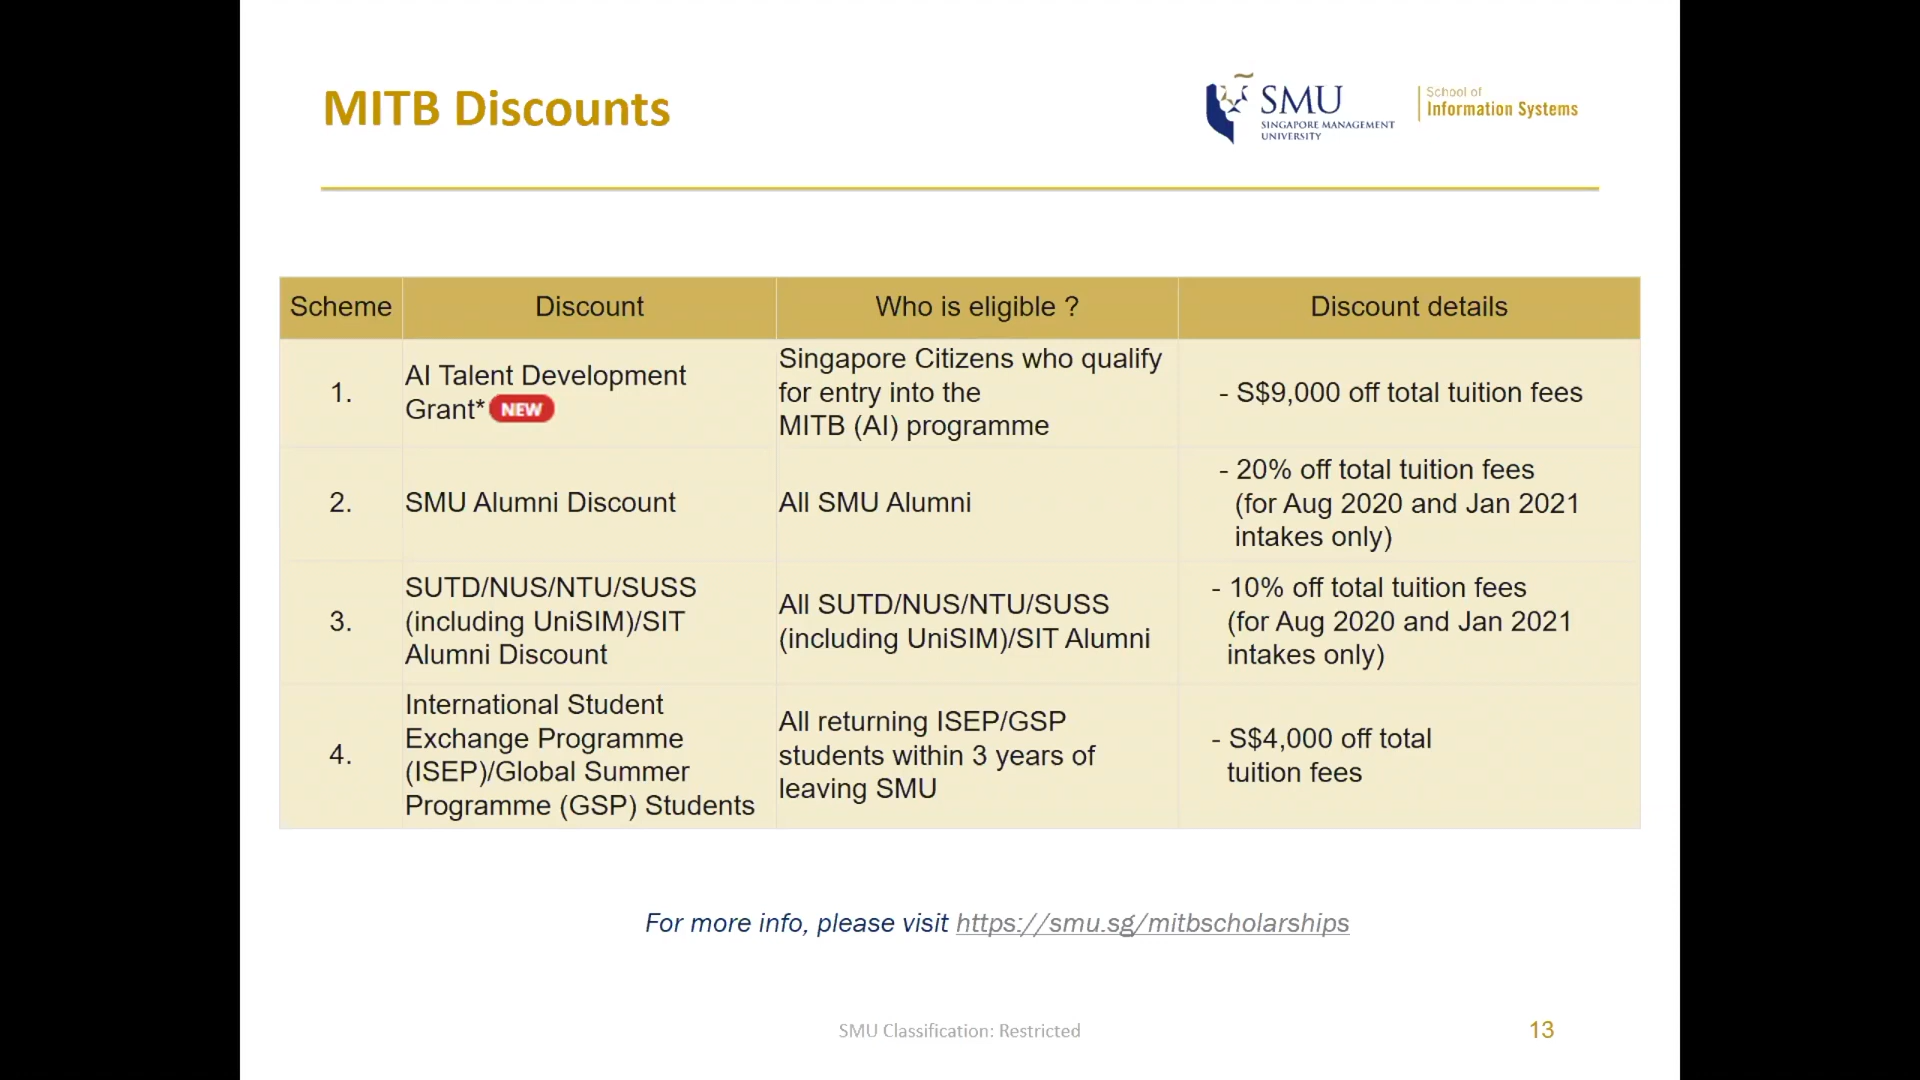 MITB Discounts
SMU
SINGAPORE MANAGEMENT
UNIVERSITY
School of
Information Systems
Scheme
Discount
Who is eligible ?
Discount details
1.
AI Talent Development
Grant* NEW
Singapore Citizens who qualify
for entry into the
MITB (AI) programme
- S$9,000 off total tuition fees
2.
SMU Alumni Discount
All SMU Alumni
- 20% off total tuition fees
(for Aug 2020 and Jan 2021
intakes only)
3.
SUTD/NUS/NTU/SUSS
(including UniSIM)/SIT
Alumni Discount
All SUTD/NUS/NTU/SUSS
(including UniSIM)/SIT Alumni
- 10% off total tuition fees
(for Aug 2020 and Jan 2021
intakes only)
4.
International Student
Exchange Programme
(ISEP)/Global Summer
Programme (GSP) Students
All returning ISEP/GSP
students within 3 years of
leaving SMU
- S$4,000 off total
tuition fees
For more info, please visit https://smu.sg/mitbscholarships
SMU Classification: Restricted
13